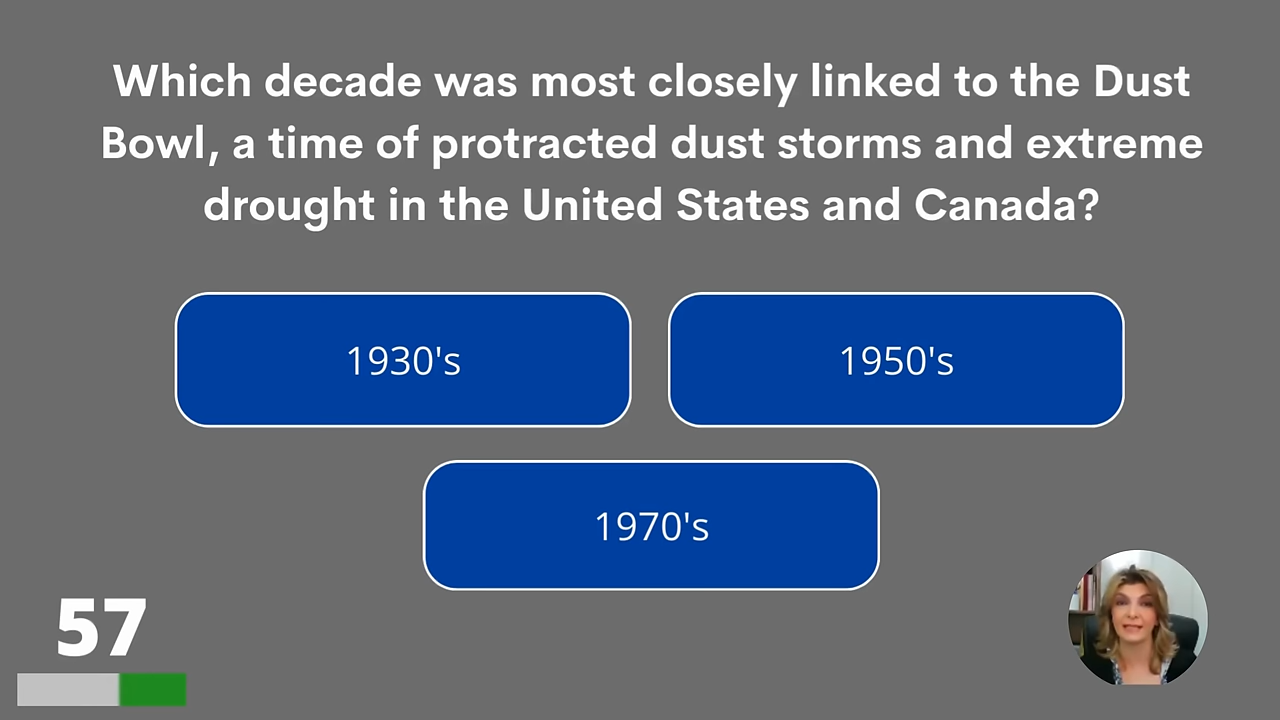 Which decade was most closely linked to the Dust
Bowl, a time of protracted dust storms and extreme
drought in the United States and Canada?
1930's
1950's
1970's
57